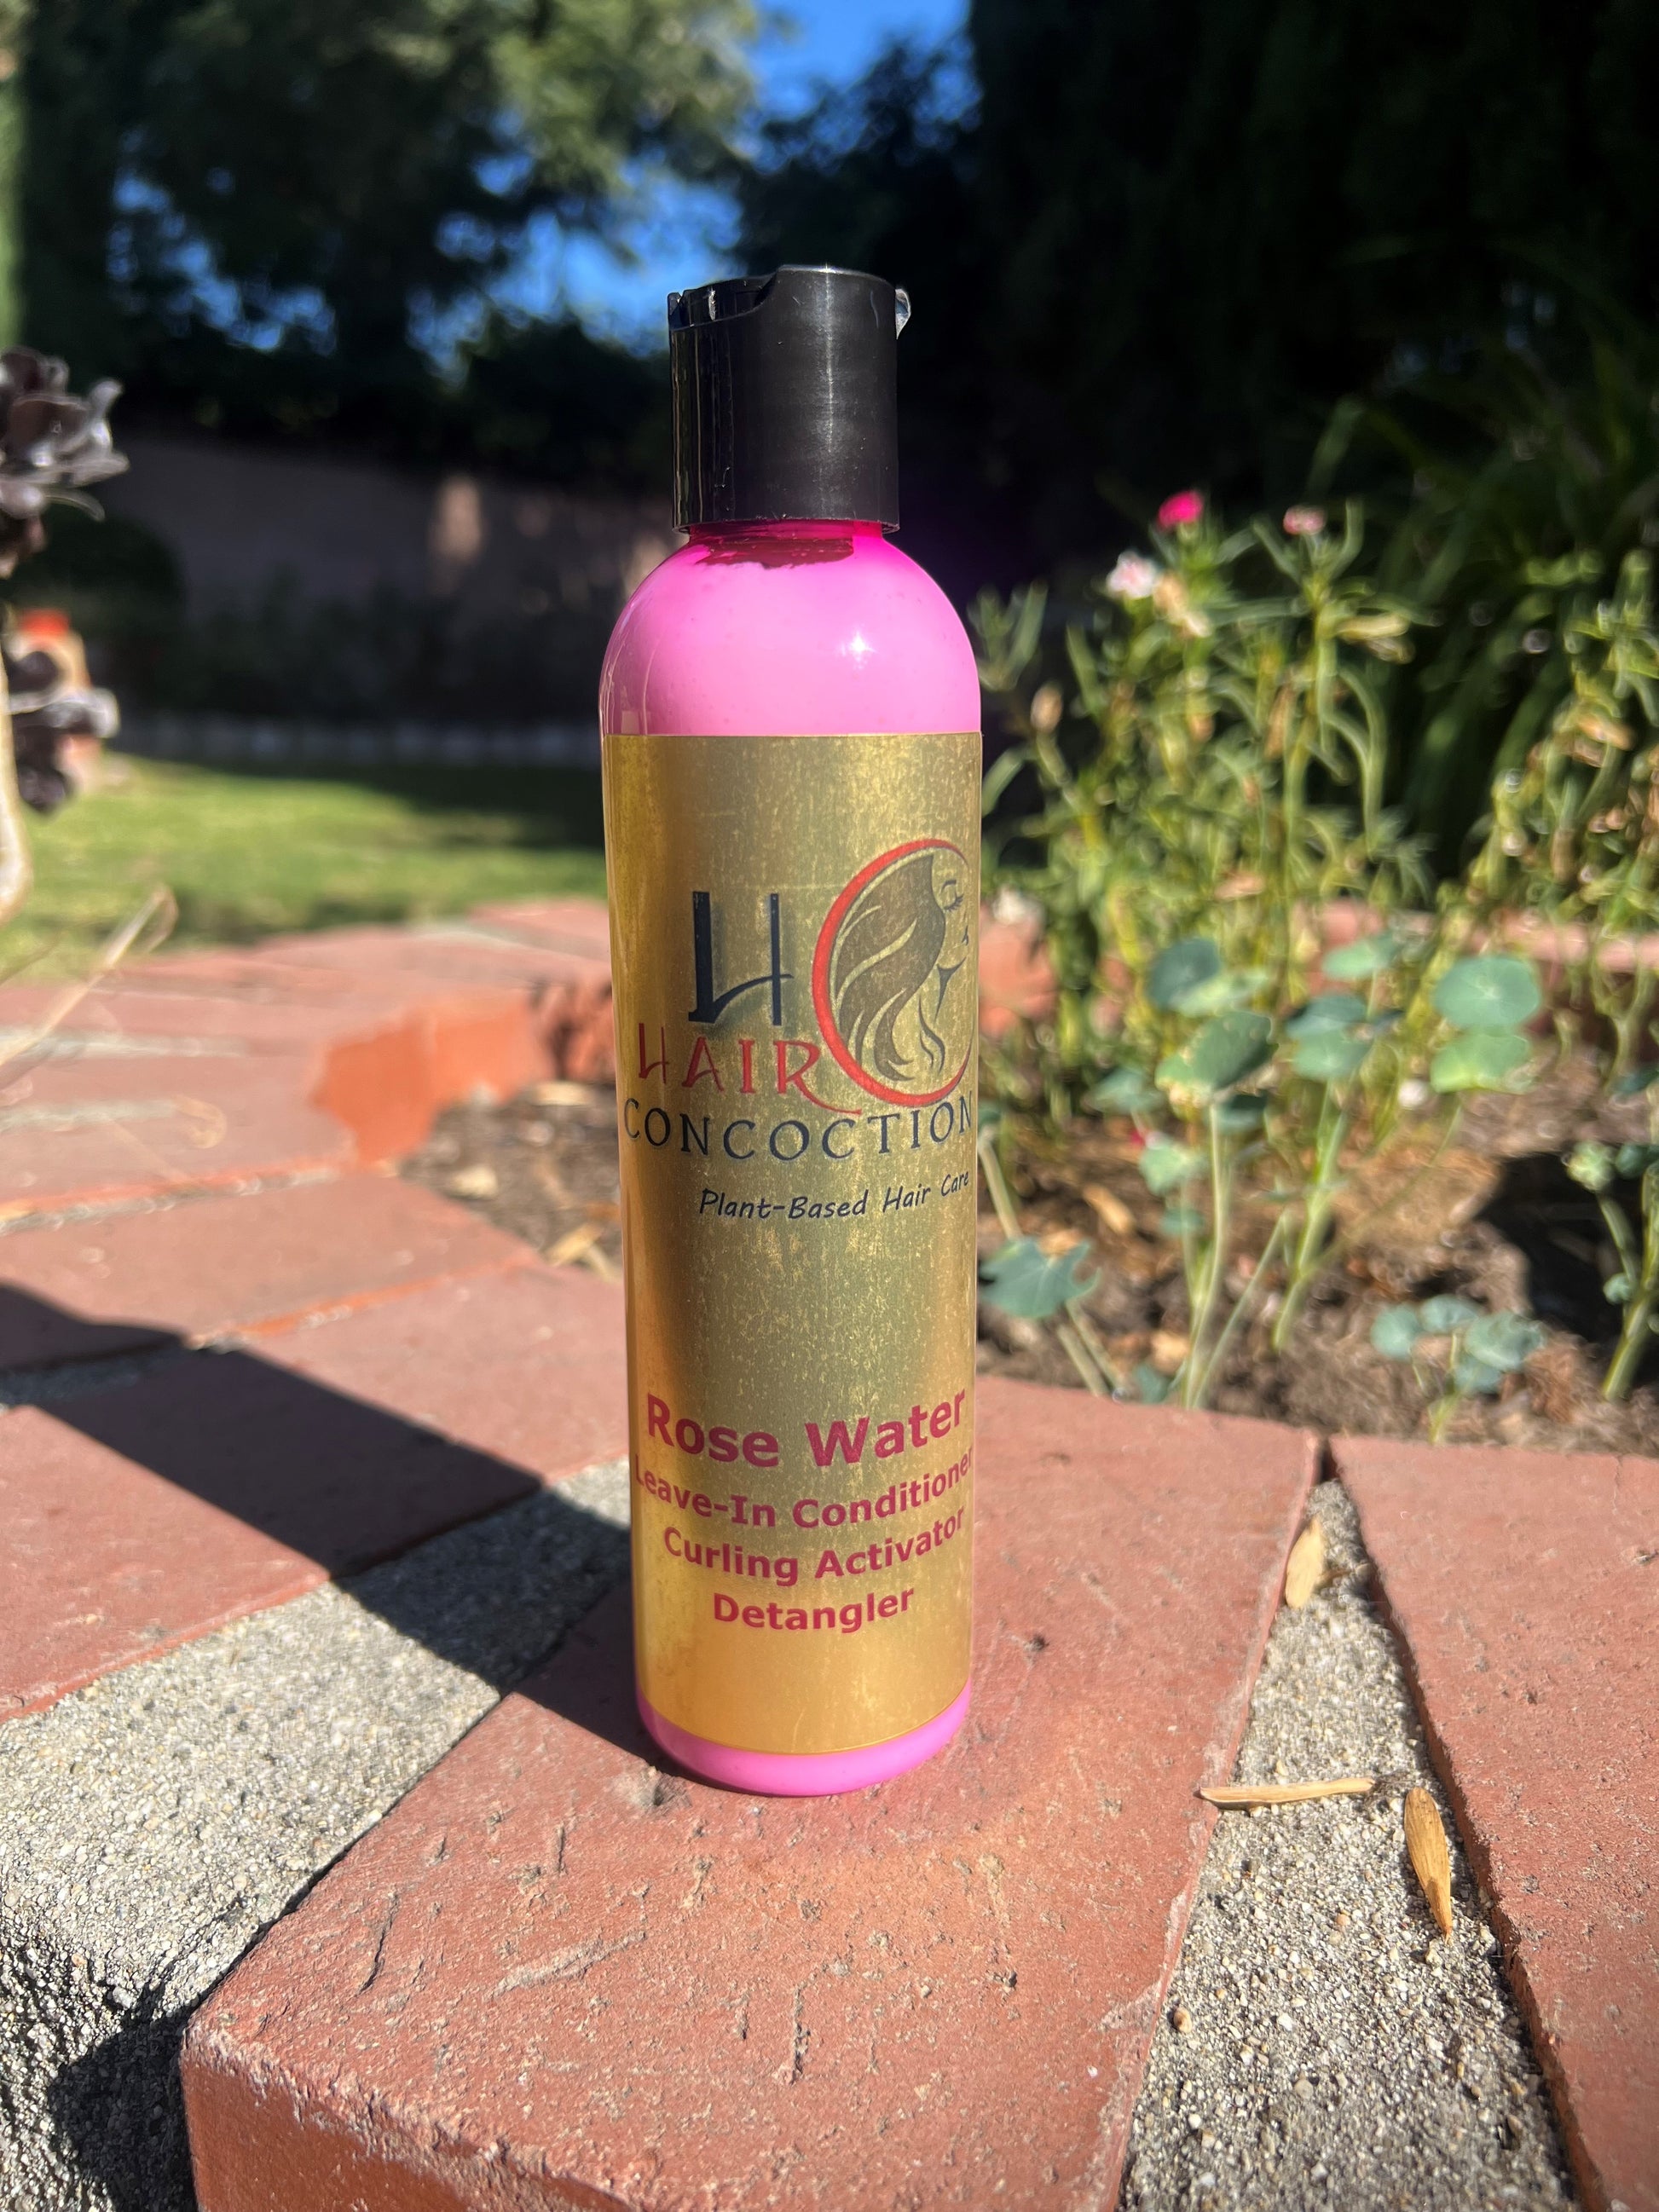 H
HAIR
CONCOCTION
Plant-Based Hair Care
Rose Water
Leave-In Conditioner
Curling Activator
Detangler